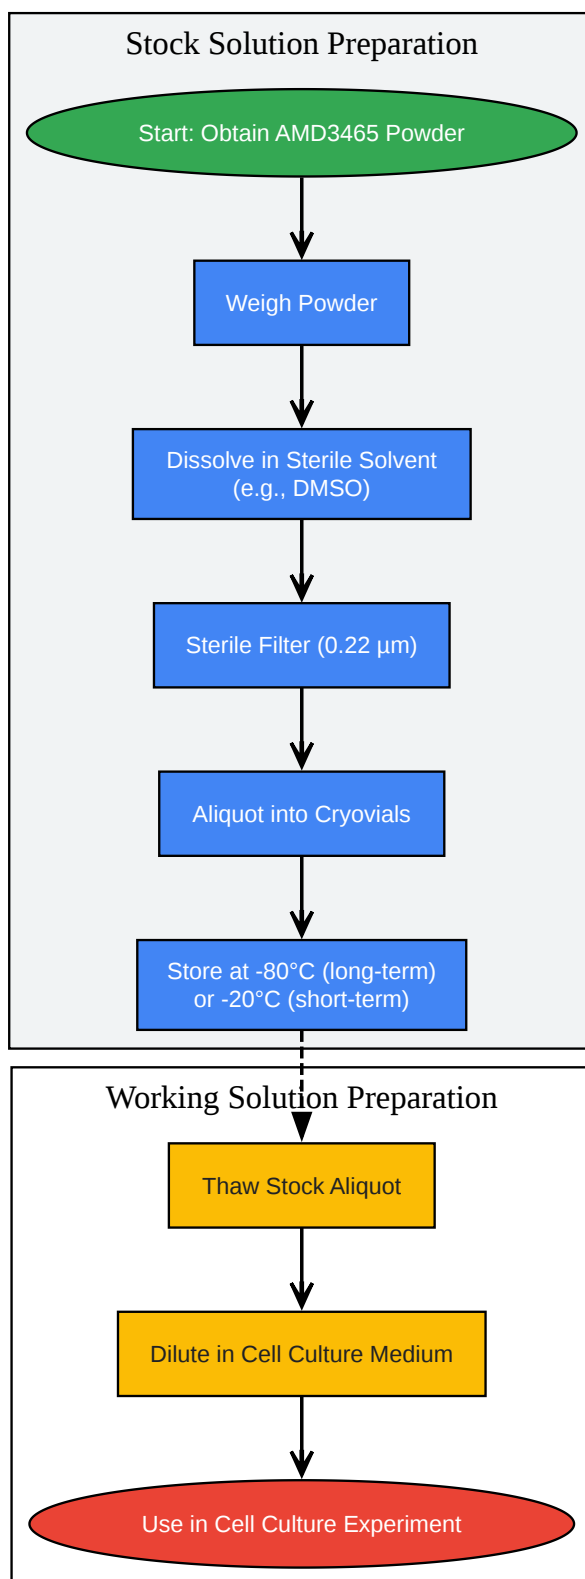 Stock Solution Preparation
Start: Obtain AMD3465 Powder
Weigh Powder
Dissolve in Sterile Solvent
(e.g., DMSO)
Sterile Filter (0.22 µm)
Aliquot into Cryovials
Store at -80°C (long-term)
or -20°C (short-term)
Working Solution Preparation
Thaw Stock Aliquot
Dilute in Cell Culture Medium
Use in Cell Culture Experiment